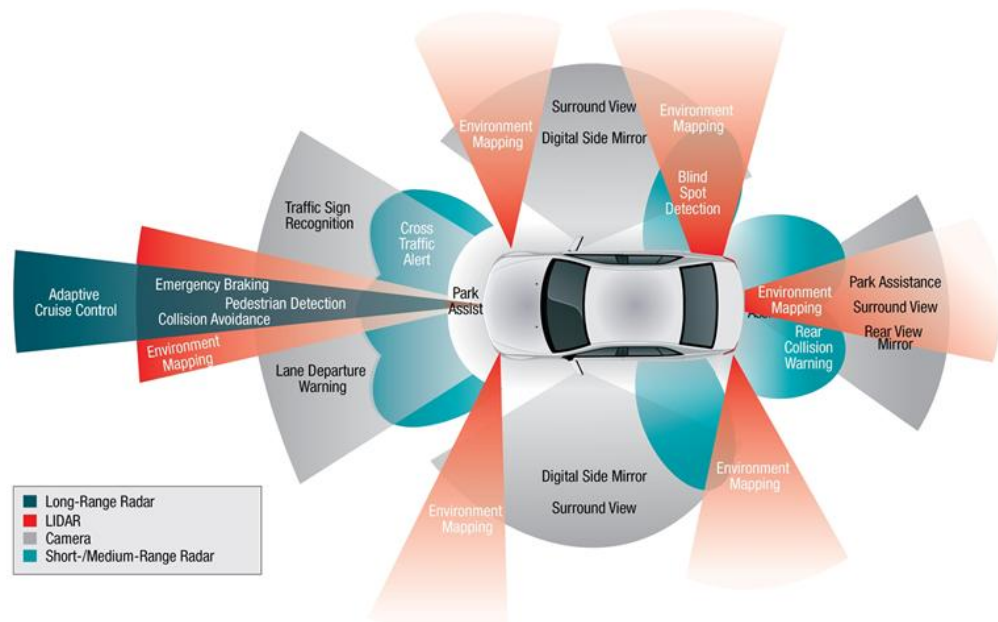 Surround View
Digital Side Mirror
Environment
Mapping
Environment
Mapping
Blind
Spot
Detection
Traffic Sign
Recognition
Cross
Traffic
Alert
Adaptive
Cruise Control
Emergency Braking
Pedestrian Detection
Collision Avoidance
Environment
Mapping
Park
Assist
Lane Departure
Warning
Environment
Mapping
Park Assistance
Surround View
Rear View
Mirror
Rear
Collision
Warning
Digital Side Mirror
Surround View
Environment
Mapping
Environment
Mapping
Long-Range Radar
LIDAR
Camera
Short-/Medium-Range Radar